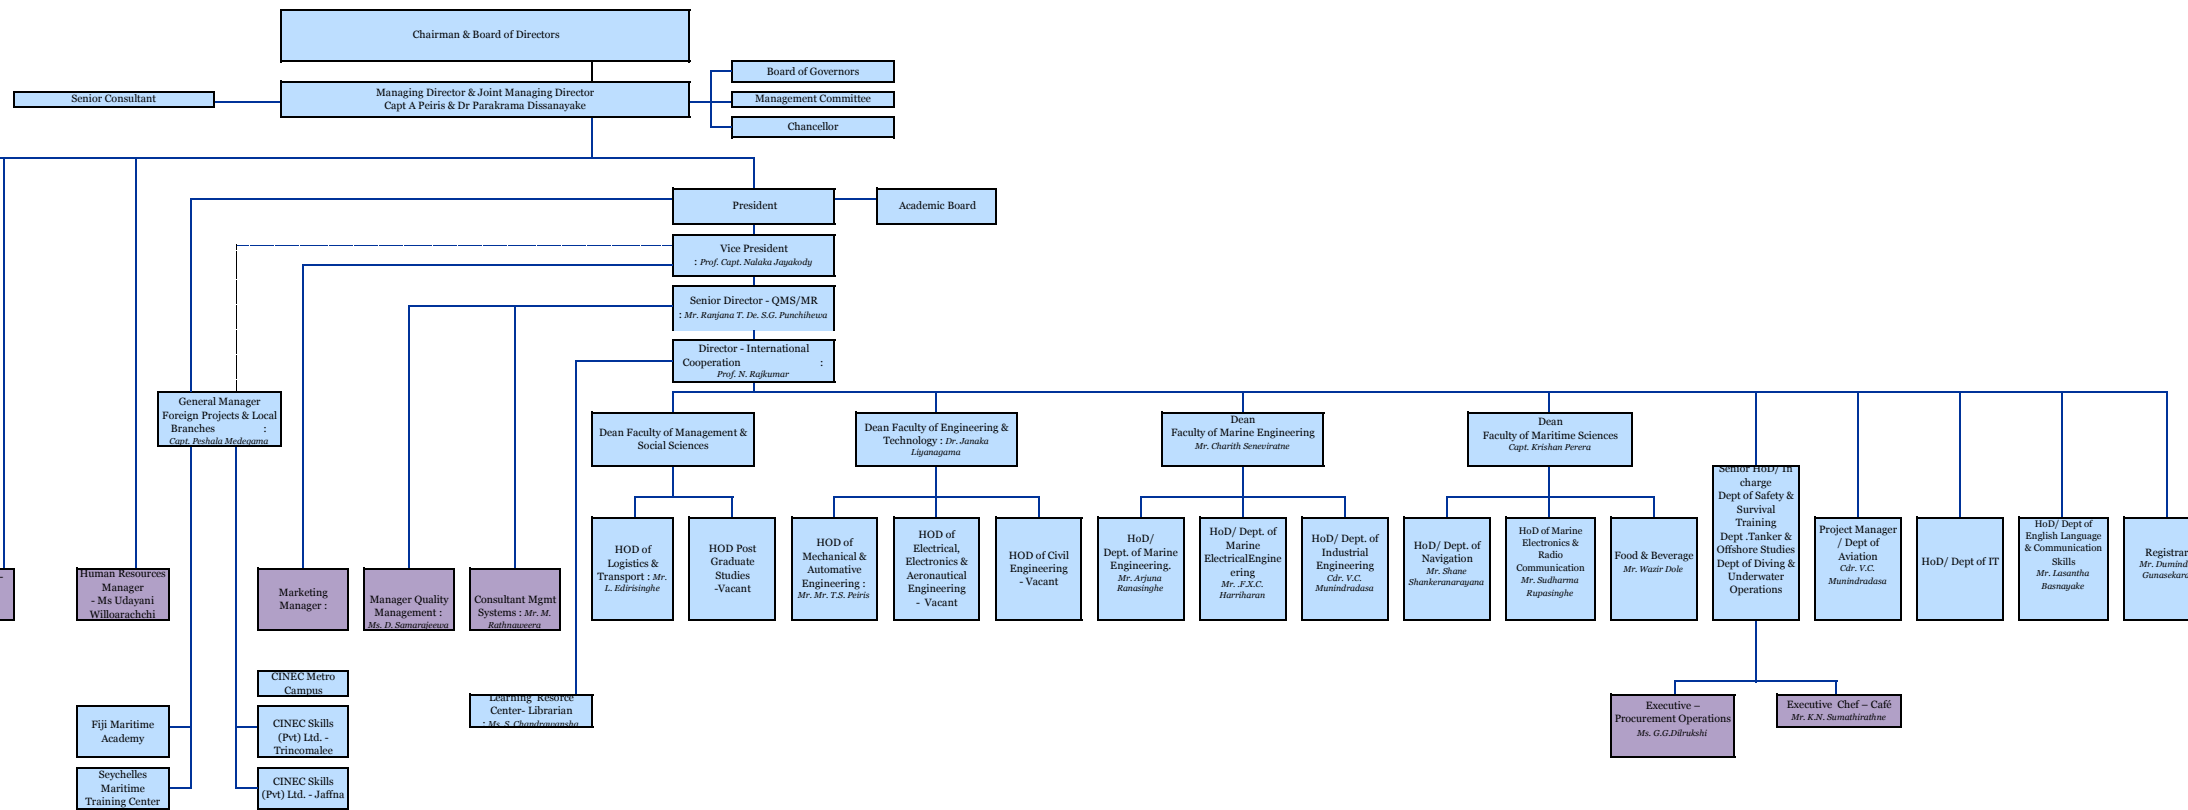 Chairman & Board of Directors
Board of Governors
Senior Consultant
Managing Director & Joint Managing Director
Capt A Peiris & Dr Parakrama Dissanayake
Management Committee
Chancellor
President
Academic Board
Vice President
: Prof. Capt. Nalaka Jayakody
Senior Director - QMS/MR
: Mr. Ranjana T. De. S.G. Punchihewa
Director - International
Cooperation :
Prof. N. Rajkumar
General Manager
Foreign Projects & Local
Branches :
Capt. Peshala Medegama
Dean Faculty of Management &
Social Sciences
Dean Faculty of Engineering &
Technology : Dr. Janaka
Liyanagama
Dean
Faculty of Marine Engineering
Mr. Charith Seneviratne
Dean
Faculty of Maritime Sciences
Capt. Krishan Perera
Senior HoD/ In
charge
Dept of Safety &
Survival
Training
Dept .Tanker &
Offshore Studies
Dept of Diving &
Underwater
Operations
-
Human Resources
Manager
- Ms Udayani
Willoarachchi
Marketing
Manager :
Manager Quality
Management :
Ms. D. Samarajeewa
Consultant Mgmt
Systems : Mr. M.
Rathnaweera
HOD of
Logistics &
Transport : Mr.
L. Edirisinghe
HOD Post
Graduate
Studies
-Vacant
HOD of
Mechanical &
Automative
Engineering :
Mr. Mr. T.S. Peiris
HOD of
Electrical,
Electronics &
Aeronautical
Engineering
- Vacant
HOD of Civil
Engineering
- Vacant
HoD/
Dept. of Marine
Engineering.
Mr. Arjuna
Ranasinghe
HoD/ Dept. of
Marine
ElectricalEngine
ering
Mr. .F.X.C.
Harriharan
HoD/ Dept. of
Industrial
Engineering
Cdr. V.C.
Munindradasa
HoD/ Dept. of
Navigation
Mr. Shane
Shankeranarayana
HoD of Marine
Electronics &
Radio
Communication
Mr. Sudharma
Rupasinghe
Food & Beverage
Mr. Wazir Dole
Project Manager
/ Dept of
Aviation
Cdr. V.C.
Munindradasa
HoD/ Dept of IT
HoD/ Dept of
English Language
& Communication
Skills
Mr. Lasantha
Basnayake
Registrar
Mr. Dumind
Gunasekara
CINEC Metro
Campus
Learning Resorce
Center- Librarian
: Ms. S. Chandrawansha
Executive –
Procurement Operations
Ms. G.G.Dilrukshi
Executive Chef – Café
Mr. K.N. Sumathirathne
Fiji Maritime
Academy
CINEC Skills
(Pvt) Ltd. -
Trincomalee
Seychelles
Maritime
Training Center
CINEC Skills
(Pvt) Ltd. - Jaffna